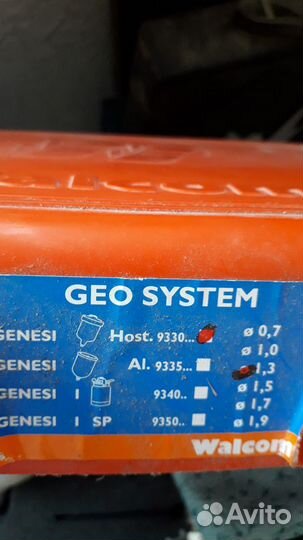 GEO SYSTEM
GENESI Host. 9330... ø 0,7
GENESI Al. 9335... ø 1,0
1,3
GENESI I 9340.. ø 1,5
ø 1,7
GENESI I SP 9350.. ø 1,9
Walcom
Avito